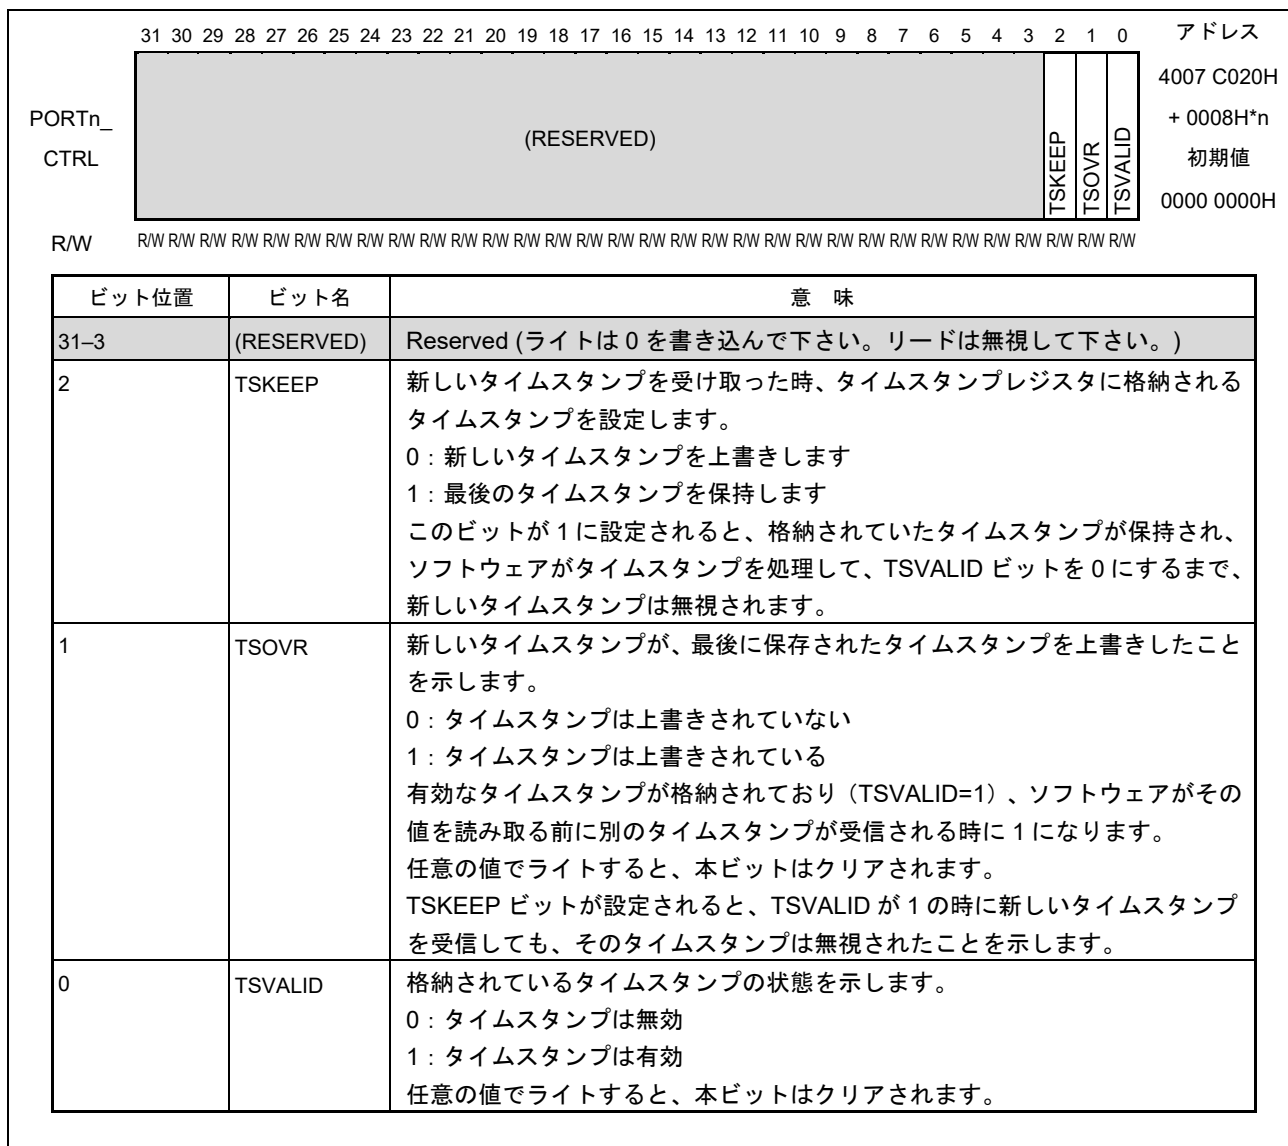 31 30 29 28 27 26 25 24 23 22 21 20 19 18 17 16 15 14 13 12 11 10 9 8 7 6 5 4 3 2 1 0 アドレス
PORTn_
CTRL
(RESERVED)
TSKEEP
TSOVR
TSVALID
4007 C020H
+ 0008H*n
初期値
0000 0000H
R/W R/W R/W R/W R/W R/W R/W R/W R/W R/W R/W R/W R/W R/W R/W R/W R/W R/W R/W R/W R/W R/W R/W R/W R/W R/W R/W R/W R/W R/W R/W R/W R/W
ビット位置 ビット名 意 味
31–3 (RESERVED) Reserved (ライトは 0 を書き込んで下さい。リードは無視して下さい。)
2 TSKEEP 新しいタイムスタンプを受け取った時、タイムスタンプレジスタに格納される
タイムスタンプを設定します。
0:新しいタイムスタンプを上書きします
1:最後のタイムスタンプを保持します
このビットが 1 に設定されると、格納されていたタイムスタンプが保持され、
ソフトウェアがタイムスタンプを処理して、TSVALID ビットを 0 にするまで、
新しいタイムスタンプは無視されます。
1 TSOVR 新しいタイムスタンプが、最後に保存されたタイムスタンプを上書きしたこと
を示します。
0:タイムスタンプは上書きされていない
1:タイムスタンプは上書きされている
有効なタイムスタンプが格納されており(TSVALID=1)、ソフトウェアがその
値を読み取る前に別のタイムスタンプが受信される時に 1 になります。
任意の値でライトすると、本ビットはクリアされます。
TSKEEP ビットが設定されると、TSVALID が 1 の時に新しいタイムスタンプ
を受信しても、そのタイムスタンプは無視されたことを示します。
0 TSVALID 格納されているタイムスタンプの状態を示します。
0:タイムスタンプは無効
1:タイムスタンプは有効
任意の値でライトすると、本ビットはクリアされます。